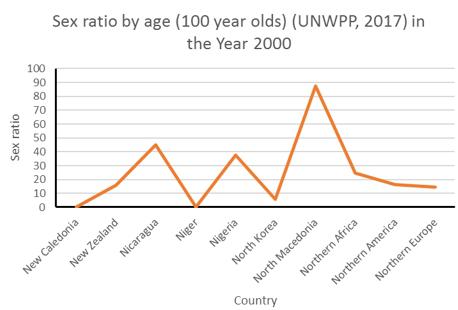 Sex ratio by age (100 year olds) (UNWPP, 2017) in
the Year 2000
Sex ratio
100
90
80
70
60
50
40
30
20
10
0
New Caledonia
New Zealand
Nicaragua
Niger
Nigeria
North Korea
North Macedonia
Northern Africa
Northern America
Northern Europe
Country